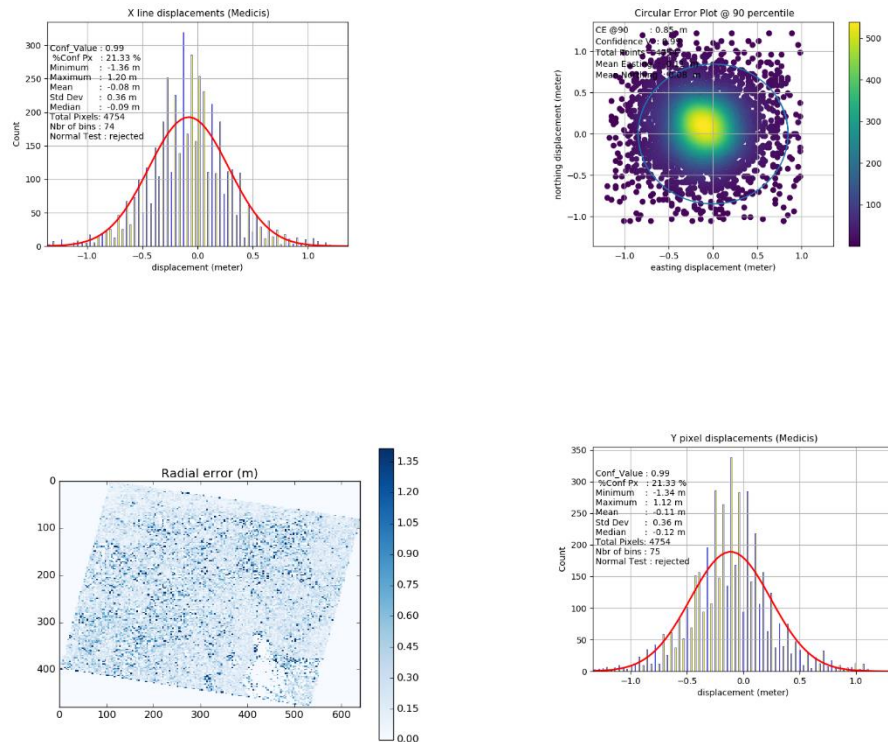 X line displacements (Medicis)
Conf_Value : 0.99
%Conf Px : 21.33 %
Minimum : -1.36 m
Maximum : 1.20 m
Mean : -0.08 m
Std Dev : 0.36 m
Median : -0.09 m
Total Pixels: 4754
Nbr of bins : 74
Normal Test : rejected
Count
300
250
200
150
100
50
0
-1.0 -0.5 0.0 0.5 1.0
displacement (meter)
Circular Error Plot @ 90 percentile
CE @90 : 0.85 m
Confidence
Total Points
Mean Easting
Mean
northing displacement (meter)
1.0
0.5
0.0
-0.5
-1.0
-1.0 -0.5 0.0 0.5 1.0
easting displacement (meter)
500
400
300
200
100
Radial error (m)
0
100
200
300
400
0 100 200 300 400 500 600
1.35
1.20
1.05
0.90
0.75
0.60
0.45
0.30
0.15
0.00
Y pixel displacements (Medicis)
Conf_Value : 0.99
%Conf Px : 21.33 %
Minimum : -1.34 m
Maximum : 1.12 m
Mean : -0.11 m
Std Dev : 0.36 m
Median : -0.12 m
Total Pixels: 4754
Nbr of bins : 75
Normal Test : rejected
Count
350
300
250
200
150
100
50
0
-1.0 -0.5 0.0 0.5 1.0
displacement (meter)